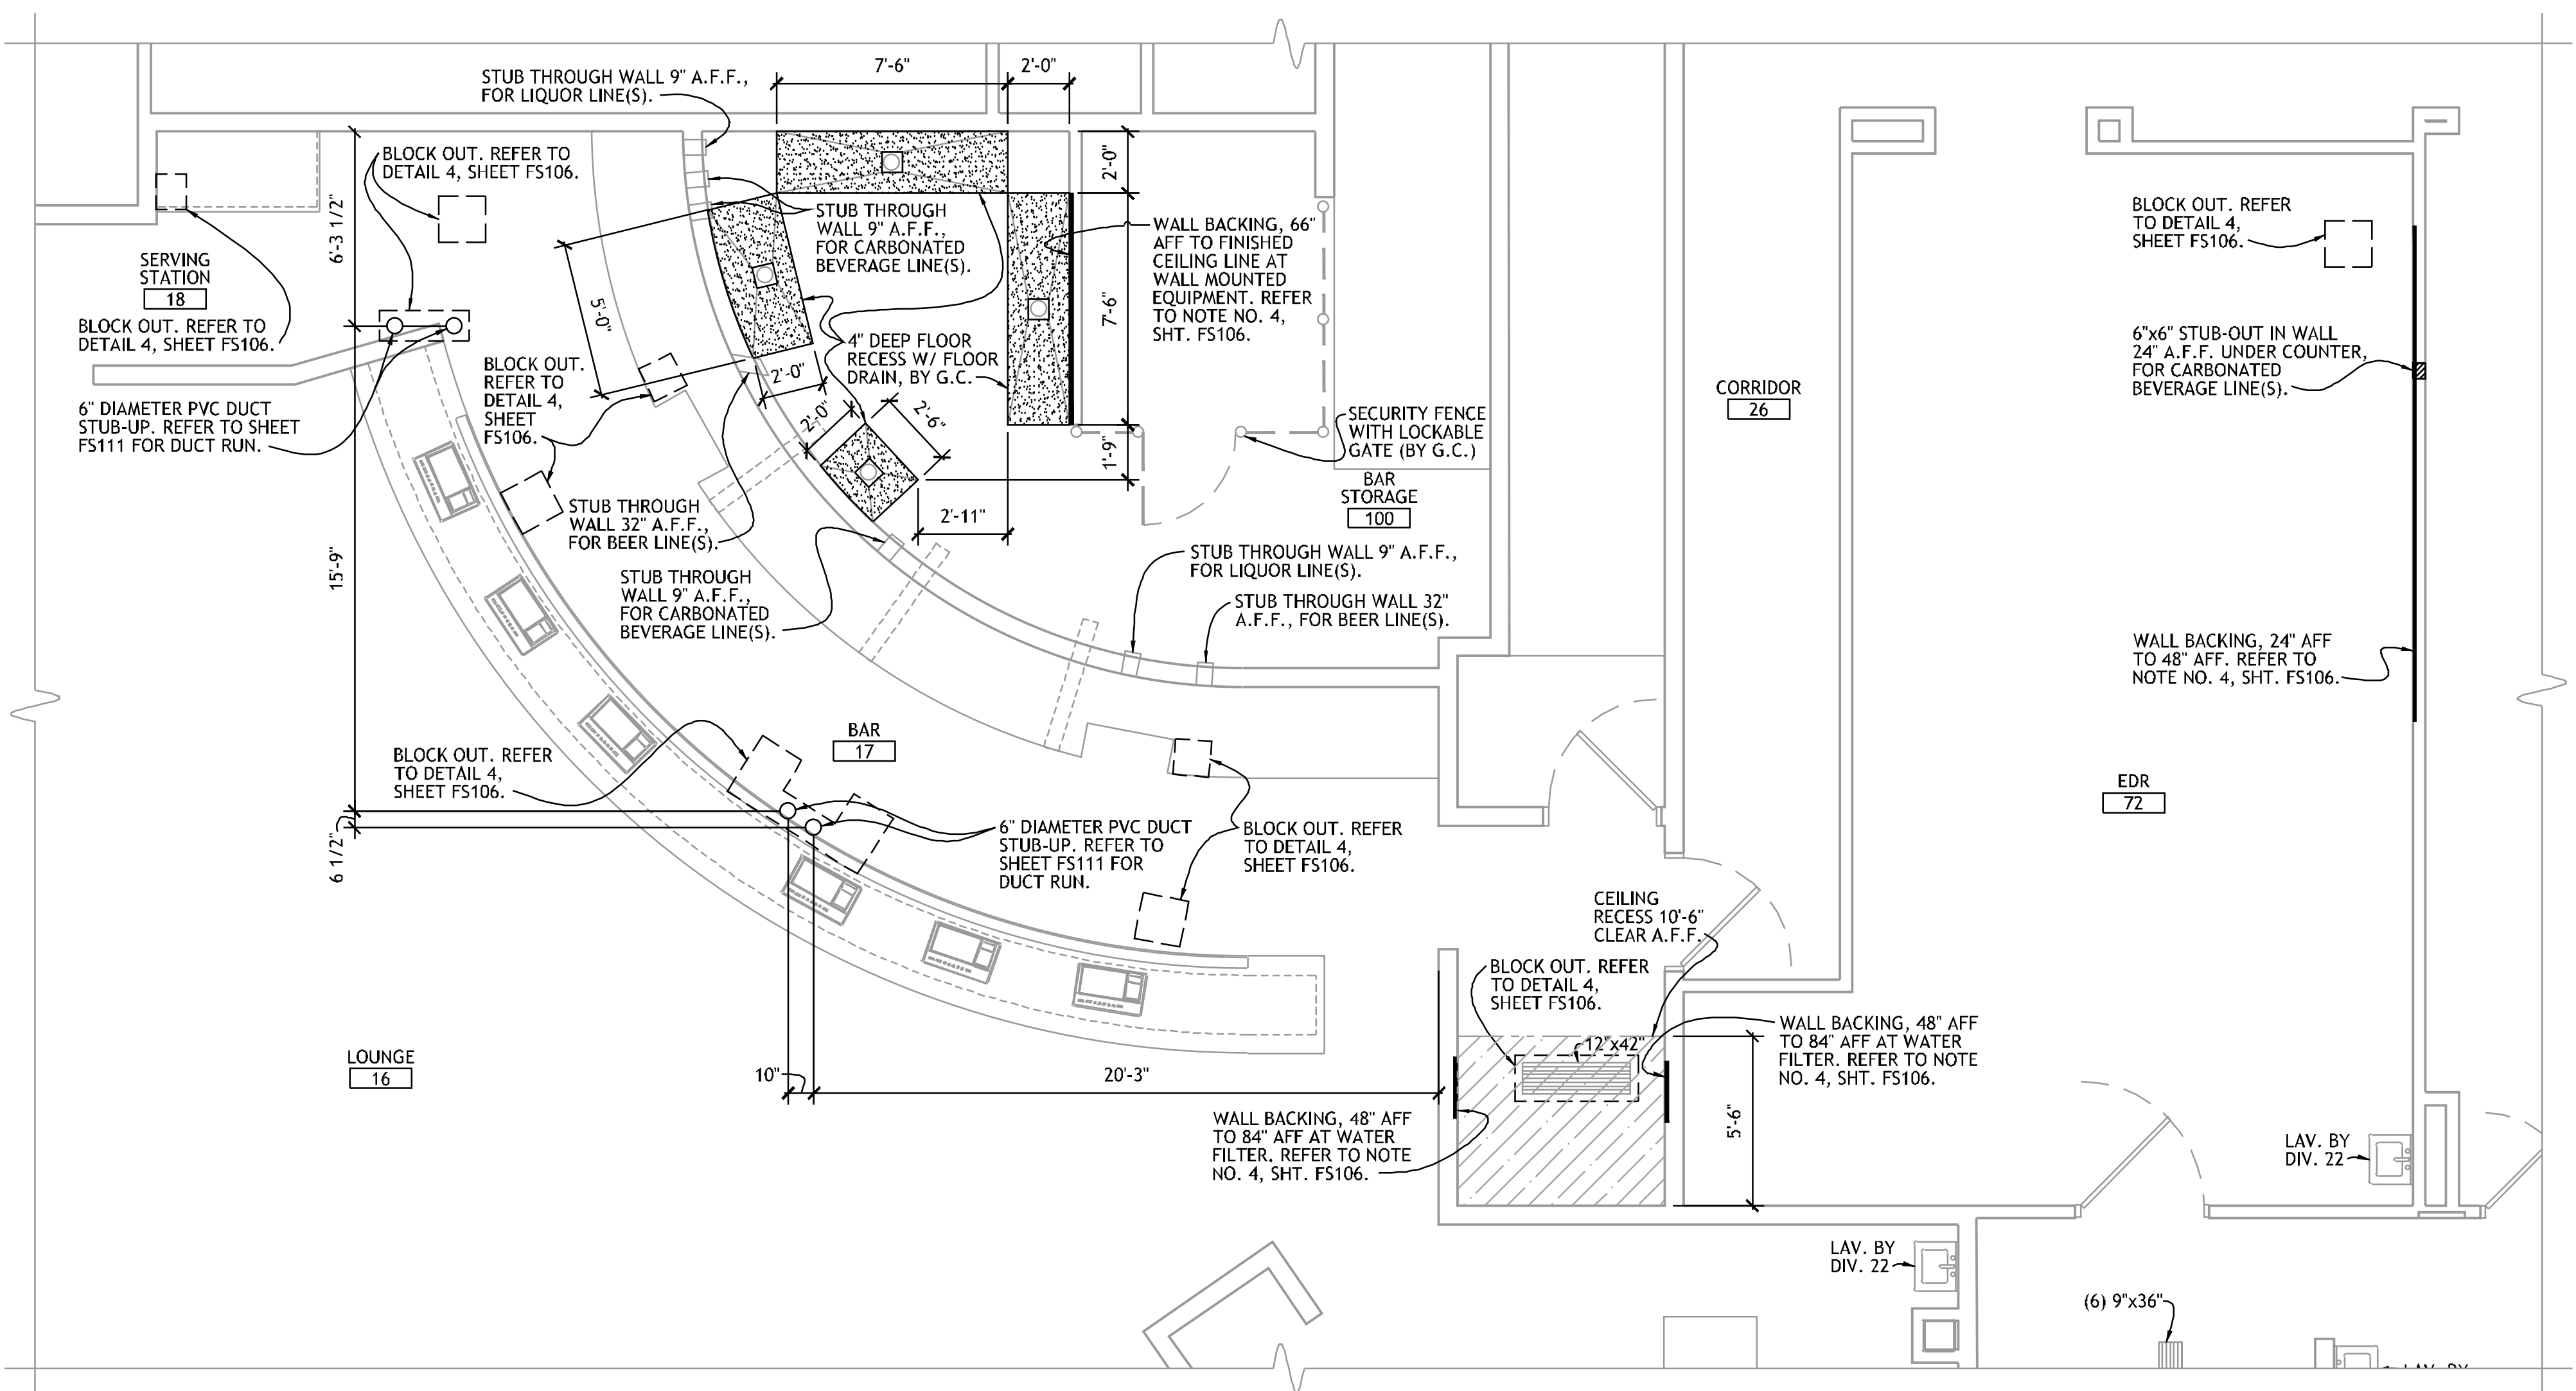 7'-6"
2'-0"
STUB THROUGH WALL 9" A.F.F.,
FOR LIQUOR LINE(S).
BLOCK OUT. REFER TO
DETAIL 4, SHEET FS106.
6'-3 1/2"
SERVING
STATION
18
BLOCK OUT. REFER TO
DETAIL 4, SHEET FS106.
6" DIAMETER PVC DUCT
STUB-UP. REFER TO SHEET
FS111 FOR DUCT RUN.
STUB THROUGH
WALL 9" A.F.F.,
FOR CARBONATED
BEVERAGE LINE(S).
2'-0"
WALL BACKING, 66"
AFF TO FINISHED
CEILING LINE AT
WALL MOUNTED
EQUIPMENT. REFER
TO NOTE NO. 4,
SHT. FS106.
7'-6"
5'-0"
4" DEEP FLOOR
RECESS W/ FLOOR
DRAIN, BY G.C.
2'-0"
BLOCK OUT.
REFER TO
DETAIL 4,
SHEET
FS106.
2'-0"
2'-6"
1'-9"
SECURITY FENCE
WITH LOCKABLE
GATE (BY G.C.)
BAR
STORAGE
100
2'-11"
STUB THROUGH
WALL 32" A.F.F.,
FOR BEER LINE(S).
STUB THROUGH
WALL 9" A.F.F.,
FOR CARBONATED
BEVERAGE LINE(S).
STUB THROUGH WALL 9" A.F.F.,
FOR LIQUOR LINE(S).
STUB THROUGH WALL 32"
A.F.F., FOR BEER LINE(S).
15'-9"
BAR
17
BLOCK OUT. REFER
TO DETAIL 4,
SHEET FS106.
6 1/2"
6" DIAMETER PVC DUCT
STUB-UP. REFER TO
SHEET FS111 FOR
DUCT RUN.
BLOCK OUT. REFER
TO DETAIL 4,
SHEET FS106.
LOUNGE
16
10"
20'-3"
CEILING
RECESS 10'-6"
CLEAR A.F.F.
BLOCK OUT. REFER
TO DETAIL 4,
SHEET FS106.
12"x42"
WALL BACKING, 48" AFF
TO 84" AFF AT WATER
FILTER. REFER TO NOTE
NO. 4, SHT. FS106.
5'-6"
WALL BACKING, 48" AFF
TO 84" AFF AT WATER
FILTER. REFER TO NOTE
NO. 4, SHT. FS106.
CORRIDOR
26
BLOCK OUT. REFER
TO DETAIL 4,
SHEET FS106.
6"x6" STUB-OUT IN WALL
24" A.F.F. UNDER COUNTER,
FOR CARBONATED
BEVERAGE LINE(S).
WALL BACKING, 24" AFF
TO 48" AFF. REFER TO
NOTE NO. 4, SHT. FS106.
EDR
72
LAV. BY
DIV. 22
LAV. BY
DIV. 22
(6) 9"x36"